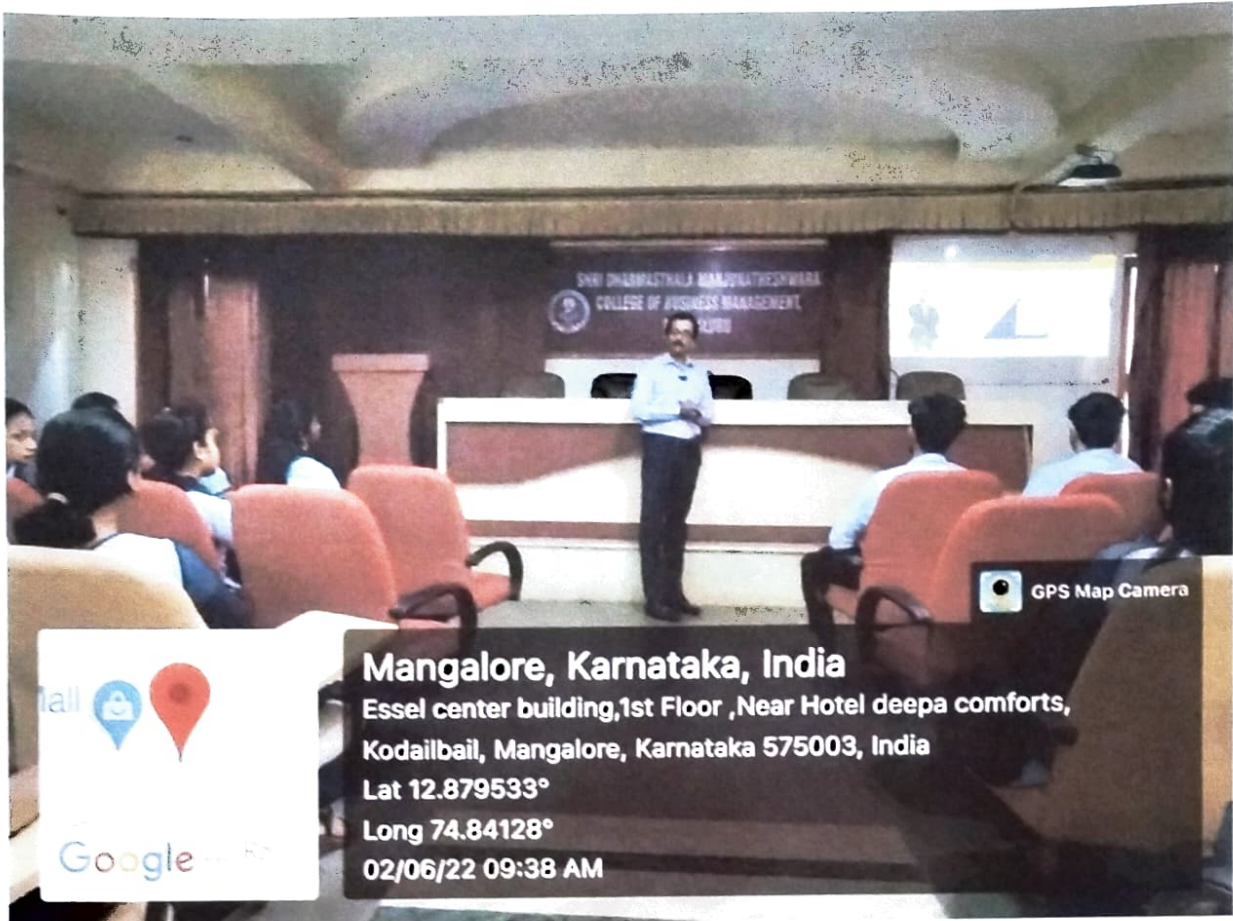 SHRI DHARMASTHALA MANJUNATHESHWARA
COLLEGE OF BUSINESS MANAGEMENT,
GPS Map Camera
Mangalore, Karnataka, India
Essel center building,1st Floor ,Near Hotel deepa comforts,
Kodailbail, Mangalore, Karnataka 575003, India
Lat 12.879533°
Long 74.84128°
02/06/22 09:38 AM
Google